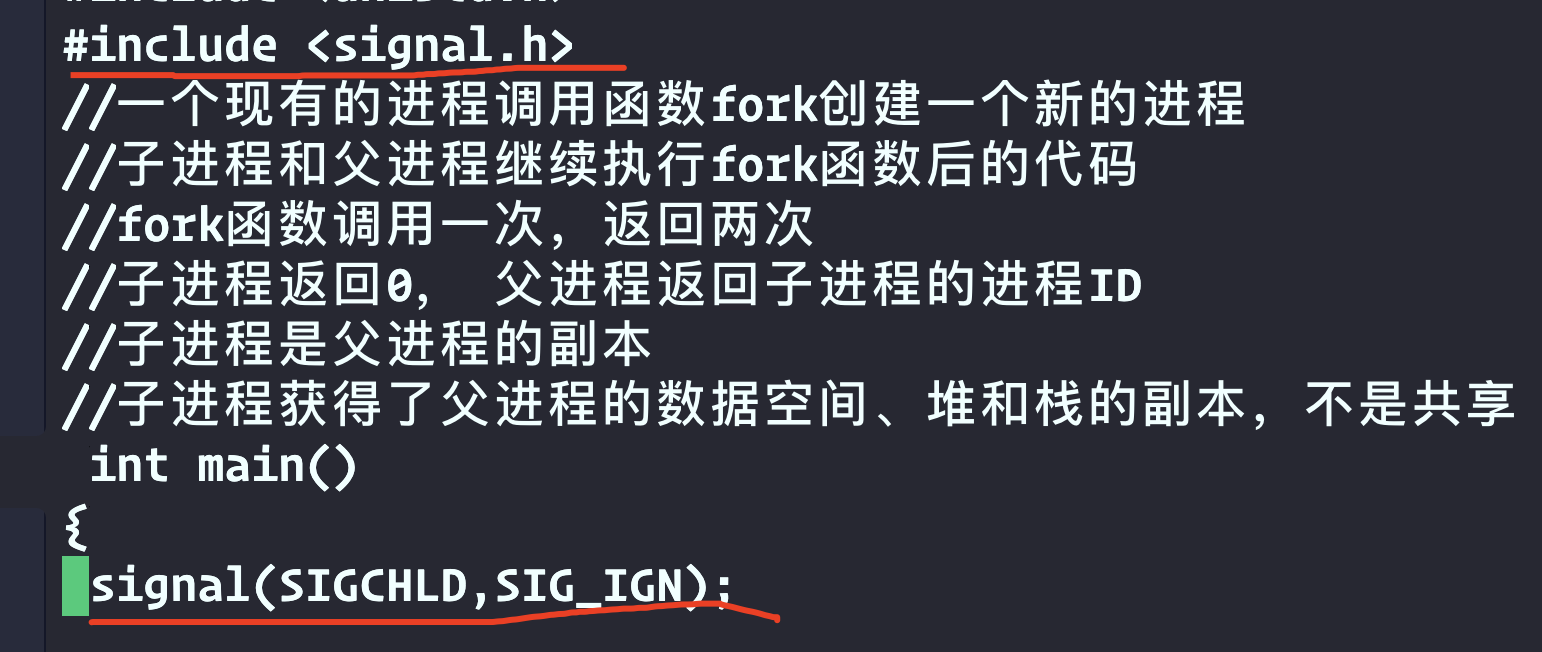 #include <signal.h>
//一个现有的进程调用函数fork创建一个新的进程
//子进程和父进程继续执行fork函数后的代码
//fork函数调用一次，返回两次
//子进程返回0， 父进程返回子进程的进程ID
//子进程是父进程的副本
//子进程获得了父进程的数据空间、堆和栈的副本，不是共享
int main()
{
signal(SIGCHLD,SIG_IGN);